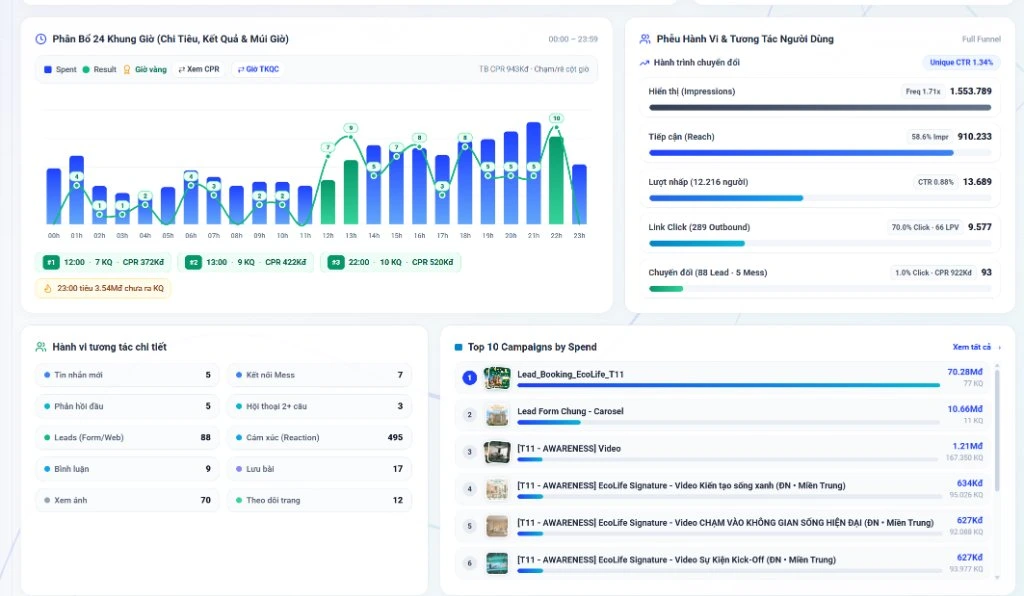 Phân Bổ 24 Khung Giờ (Chi Tiêu, Kết Quả & Múi Giờ)
00:00 – 23:59
Spent Result Giờ vàng ⇄ Xem CPR ⇄ Giờ TKQC
TB CPR 943Kđ · Chạm/rê cột giờ
4 1 1 2 4 3 2 2 7 9 5 7 8 3 8 5 5 5 10
00h 01h 02h 03h 04h 05h 06h 07h 08h 09h 10h 11h 12h 13h 14h 15h 16h 17h 18h 19h 20h 21h 22h 23h
#1 12:00 · 7 KQ · CPR 372Kđ
#2 13:00 · 9 KQ · CPR 422Kđ
#3 22:00 · 10 KQ · CPR 520Kđ
23:00 tiêu 3.54Mđ chưa ra KQ
Phễu Hành Vi & Tương Tác Người Dùng
Full Funnel
Hành trình chuyển đổi
Unique CTR 1.34%
Hiển thị (Impressions) Freq 1.71x 1.553.789
Tiếp cận (Reach) 58.6% Impr 910.233
Lượt nhấp (12.216 người) CTR 0.88% 13.689
Link Click (289 Outbound) 70.0% Click · 66 LPV 9.577
Chuyển đổi (88 Lead · 5 Mess) 1.0% Click · CPR 922Kđ 93
Hành vi tương tác chi tiết
Tin nhắn mới 5
Kết nối Mess 7
Phản hồi đầu 5
Hội thoại 2+ câu 3
Leads (Form/Web) 88
Cảm xúc (Reaction) 495
Bình luận 9
Lưu bài 17
Xem ảnh 70
Theo dõi trang 12
Top 10 Campaigns by Spend
Xem tất cả ›
1 Lead_Booking_EcoLife_T11 70.28Mđ
77 KQ
2 Lead Form Chung - Carosel 10.66Mđ
11 KQ
3 [T11 - AWARENESS] Video 1.21Mđ
167.350 KQ
4 [T11 - AWARENESS] EcoLife Signature - Video Kiến tạo sống xanh (ĐN • Miền Trung) 634Kđ
95.026 KQ
5 [T11 - AWARENESS] EcoLife Signature - Video CHẠM VÀO KHÔNG GIAN SỐNG HIỆN ĐẠI (ĐN • Miền Trung) 627Kđ
92.088 KQ
6 [T11 - AWARENESS] EcoLife Signature - Video Sự Kiện Kick-Off (ĐN • Miền Trung) 627Kđ
93.977 KQ